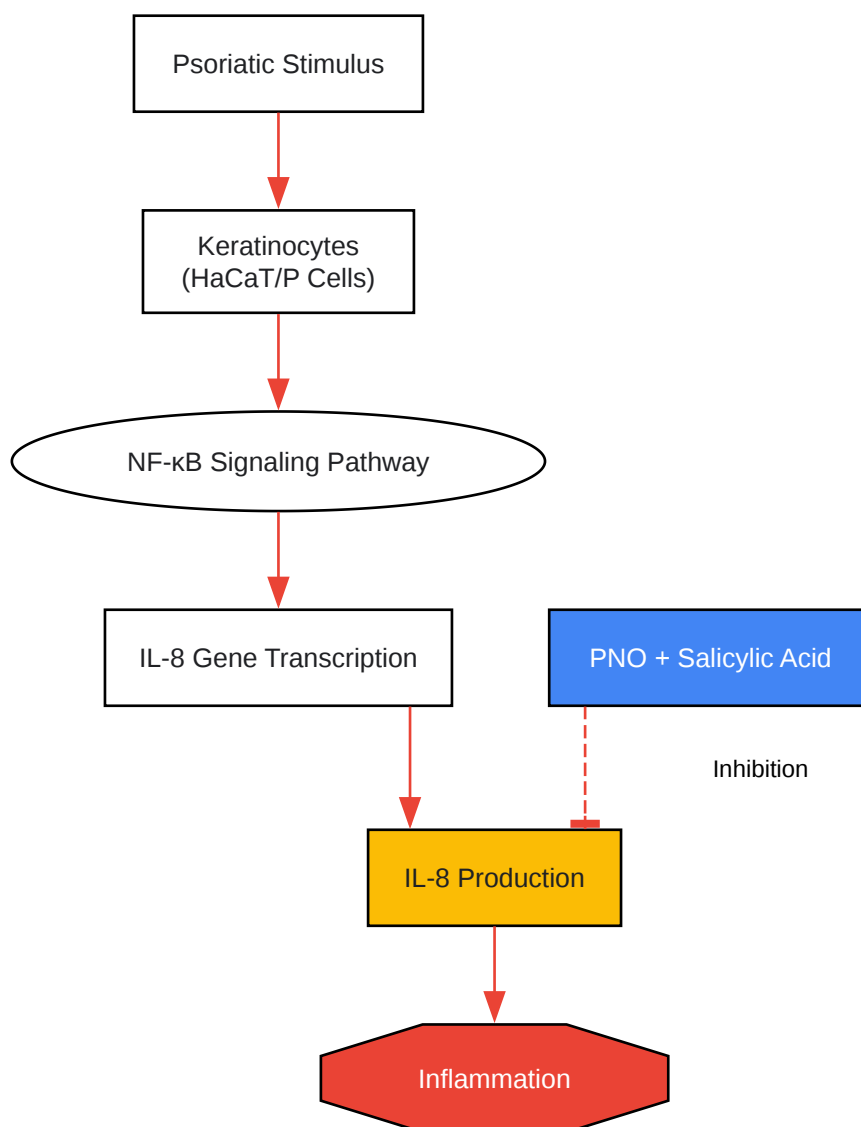 Psoriatic Stimulus
Keratinocytes
(HaCaT/P Cells)
NF-κB Signaling Pathway
IL-8 Gene Transcription
PNO + Salicylic Acid
Inhibition
IL-8 Production
Inflammation